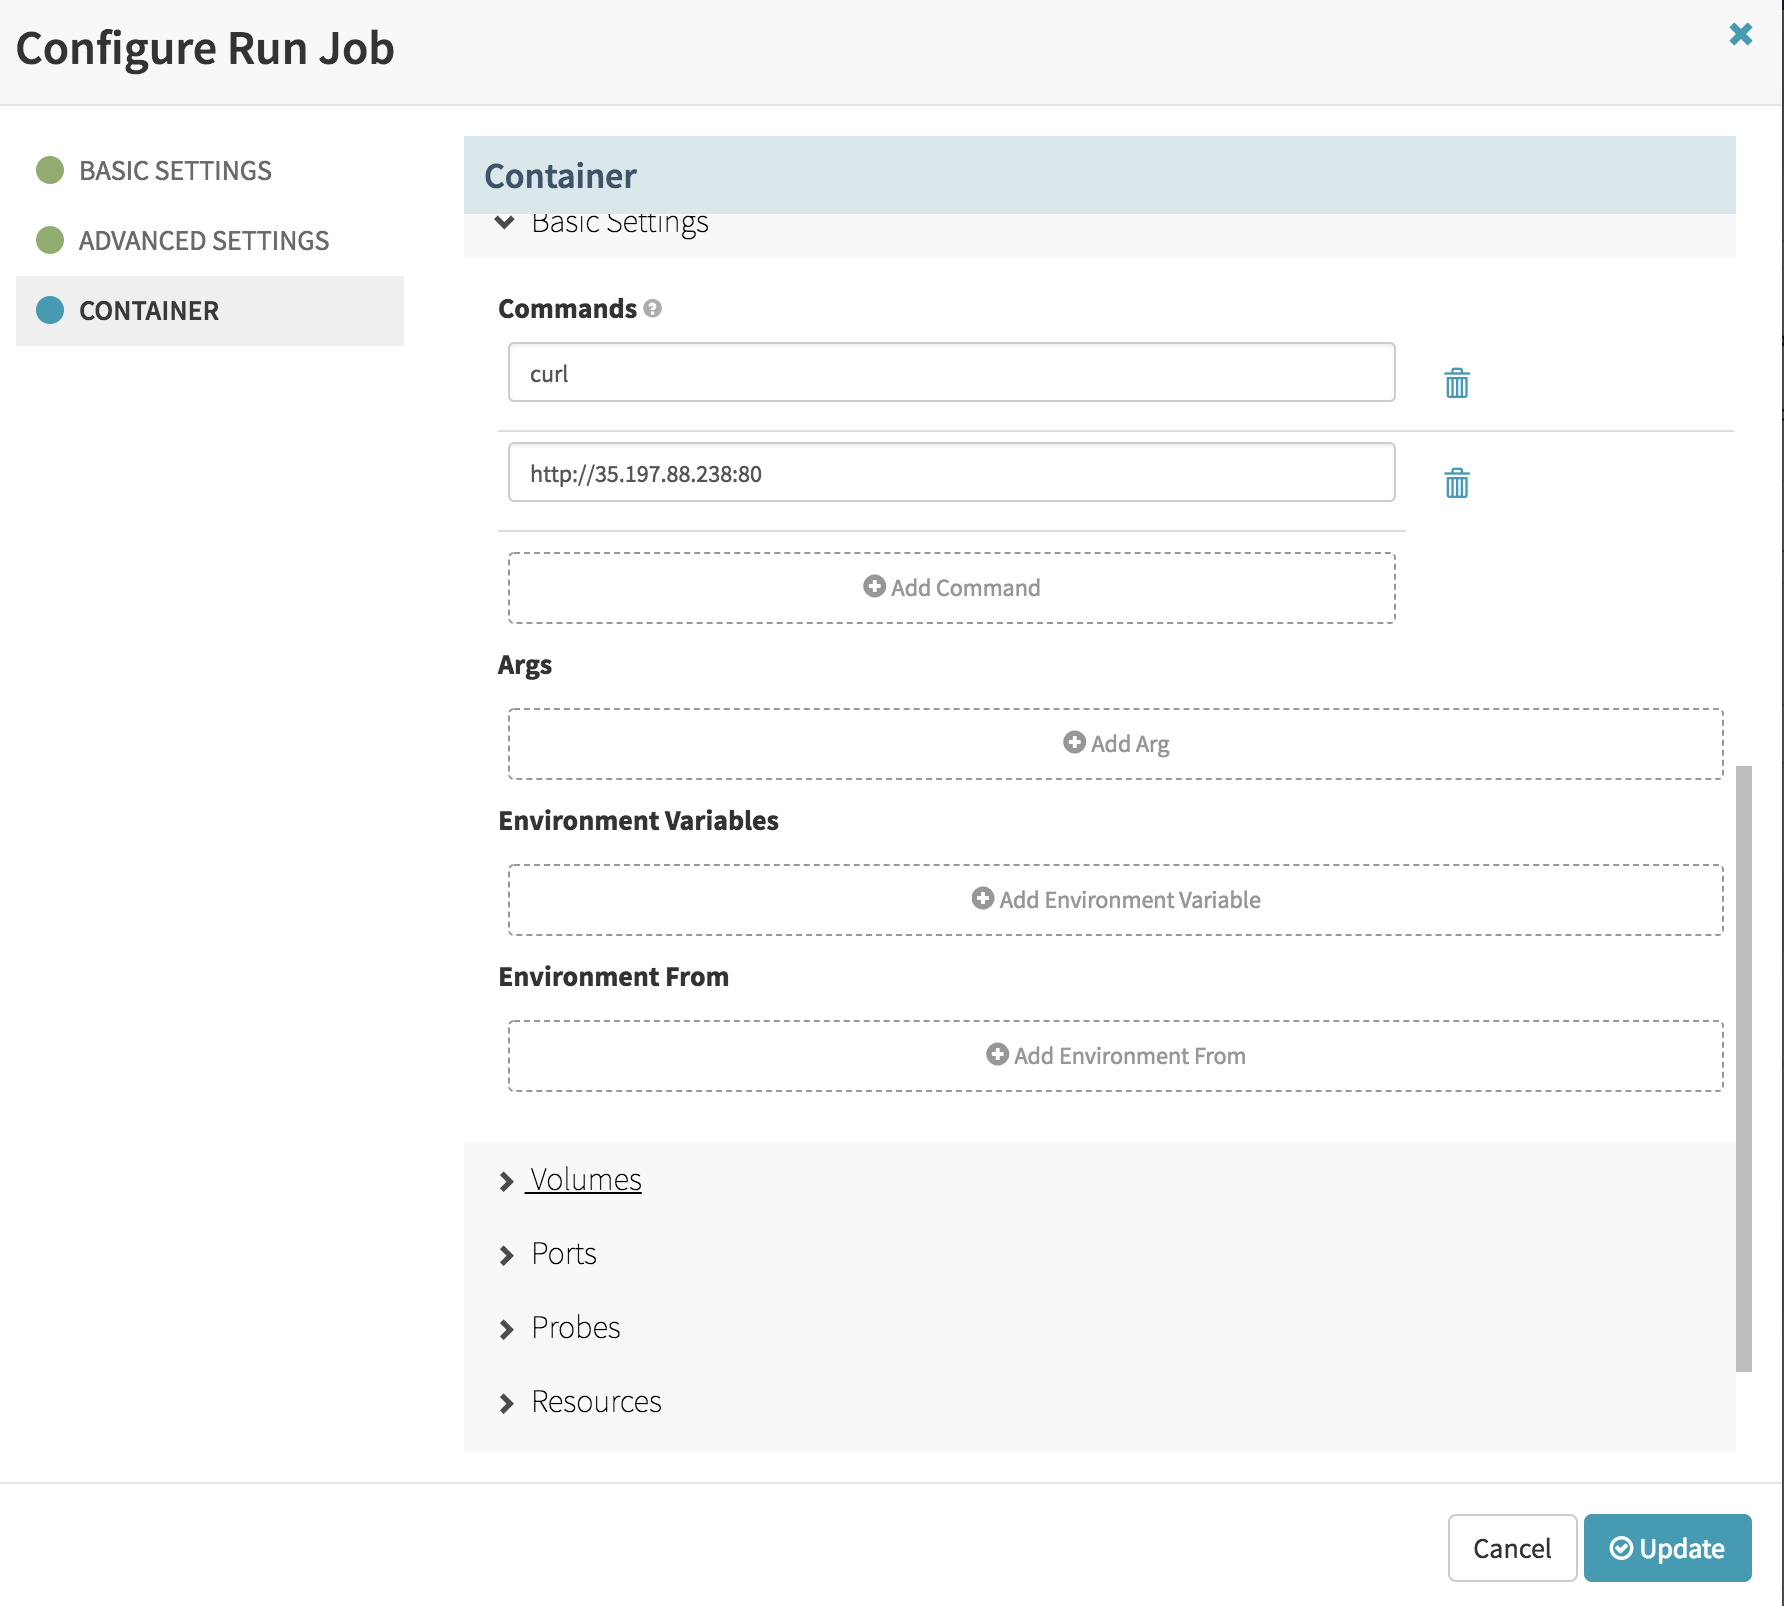 Configure Run Job
BASIC SETTINGS
ADVANCED SETTINGS
CONTAINER
Container
Basic Settings
Commands
curl
http://35.197.88.238:80
Add Command
Args
Add Arg
Environment Variables
Add Environment Variable
Environment From
Add Environment From
Volumes
Ports
Probes
Resources
Cancel
Update